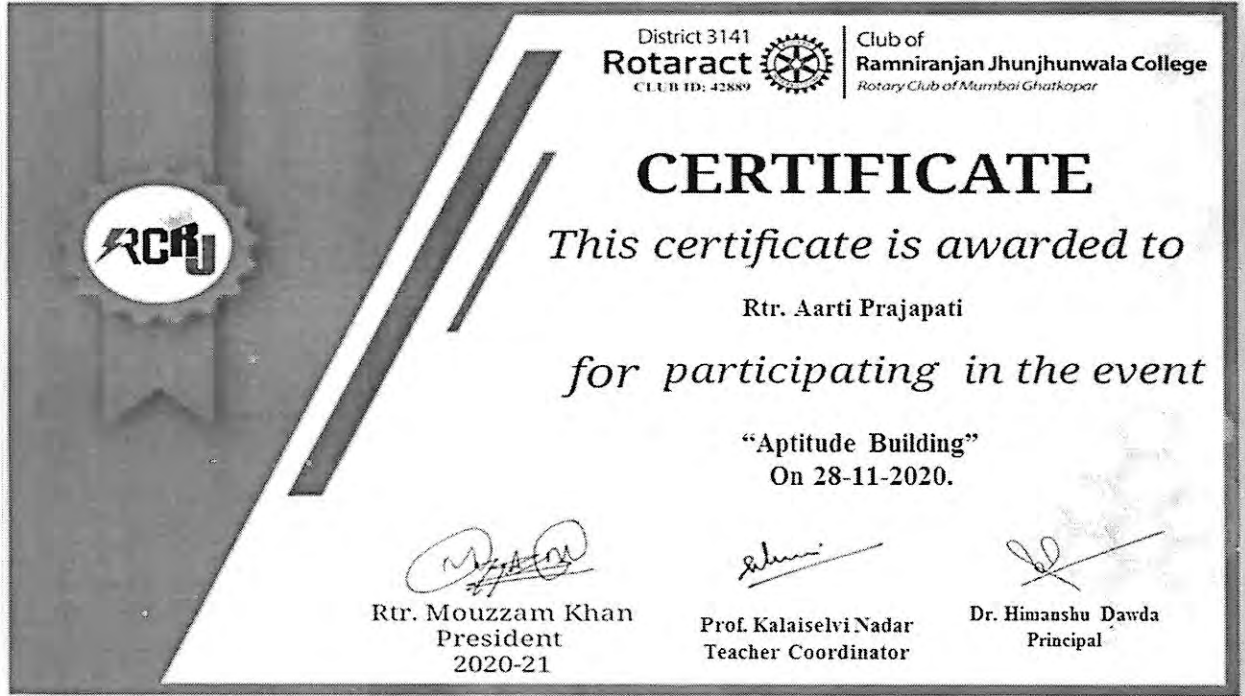 District 3141
Rotaract
CLUB ID: 42889
Club of
Ramniranjan Jhunjhunwala College
Rotary Club of Mumbai Ghatkopar
RCRJ
CERTIFICATE
This certificate is awarded to
Rtr. Aarti Prajapati
for participating in the event
“Aptitude Building”
On 28-11-2020.
Rtr. Mouzzam Khan
President
2020-21
Prof. Kalaiselvi Nadar
Teacher Coordinator
Dr. Himanshu Dawda
Principal